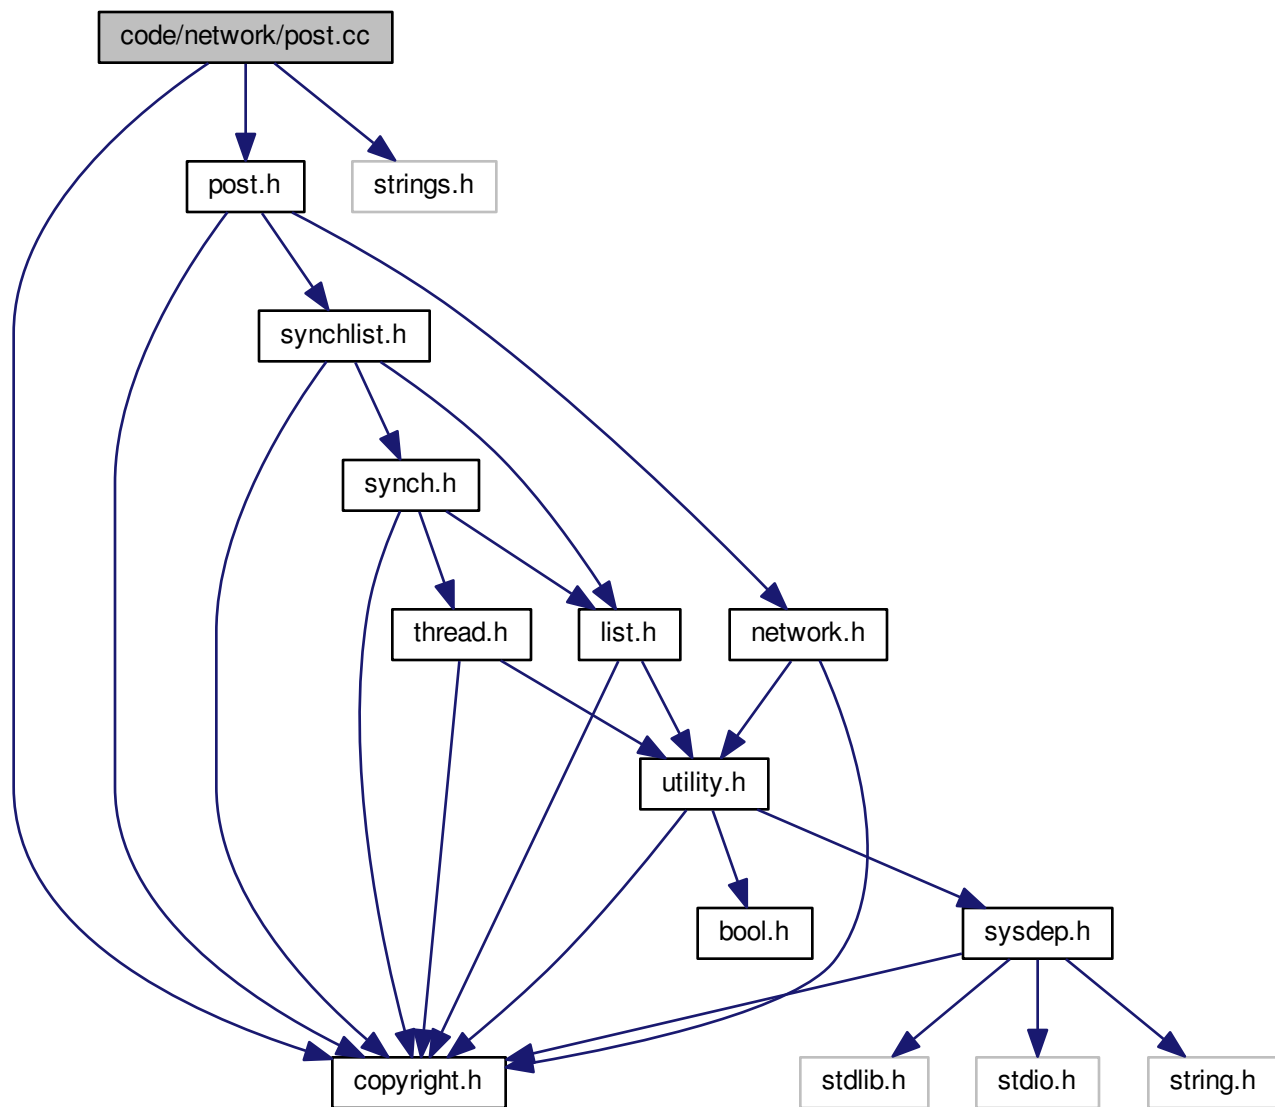 code/network/post.cc
post.h
strings.h
synchlist.h
synch.h
thread.h
list.h
network.h
utility.h
bool.h
sysdep.h
copyright.h
stdlib.h
stdio.h
string.h